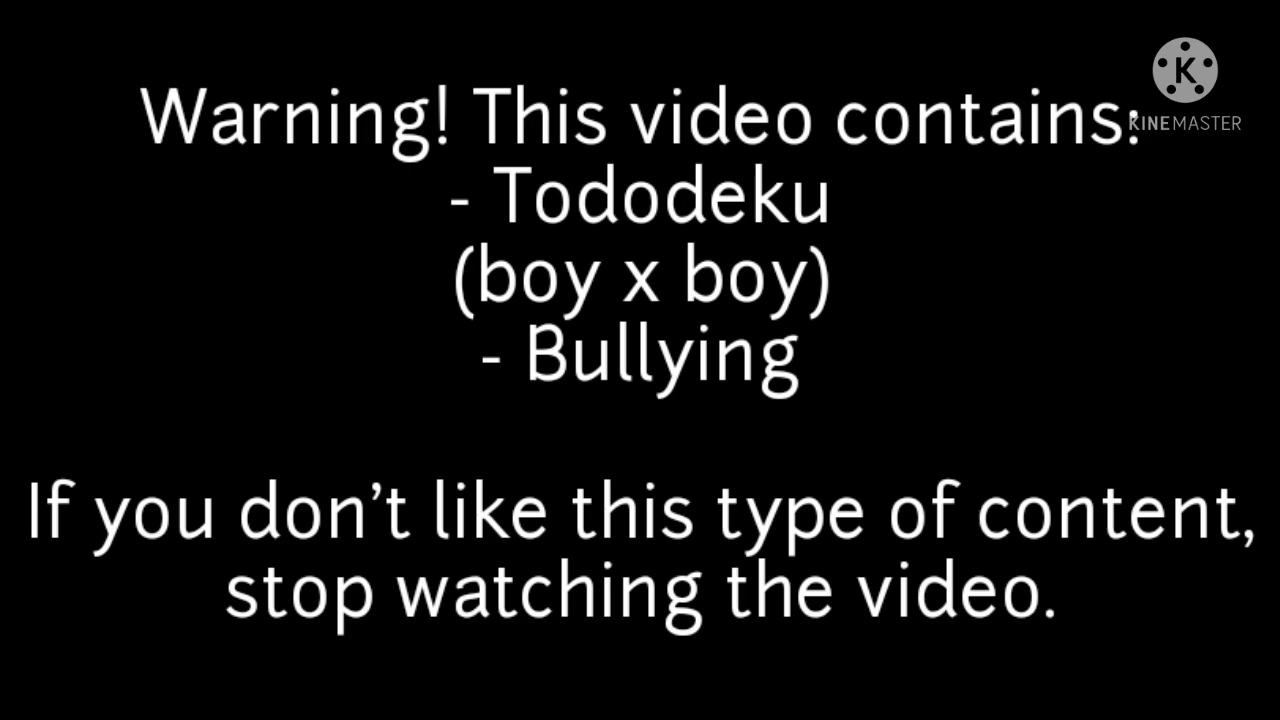 K
KINEMASTER
Warning! This video contains:
- Tododeku
(boy x boy)
- Bullying
If you don't like this type of content,
stop watching the video.